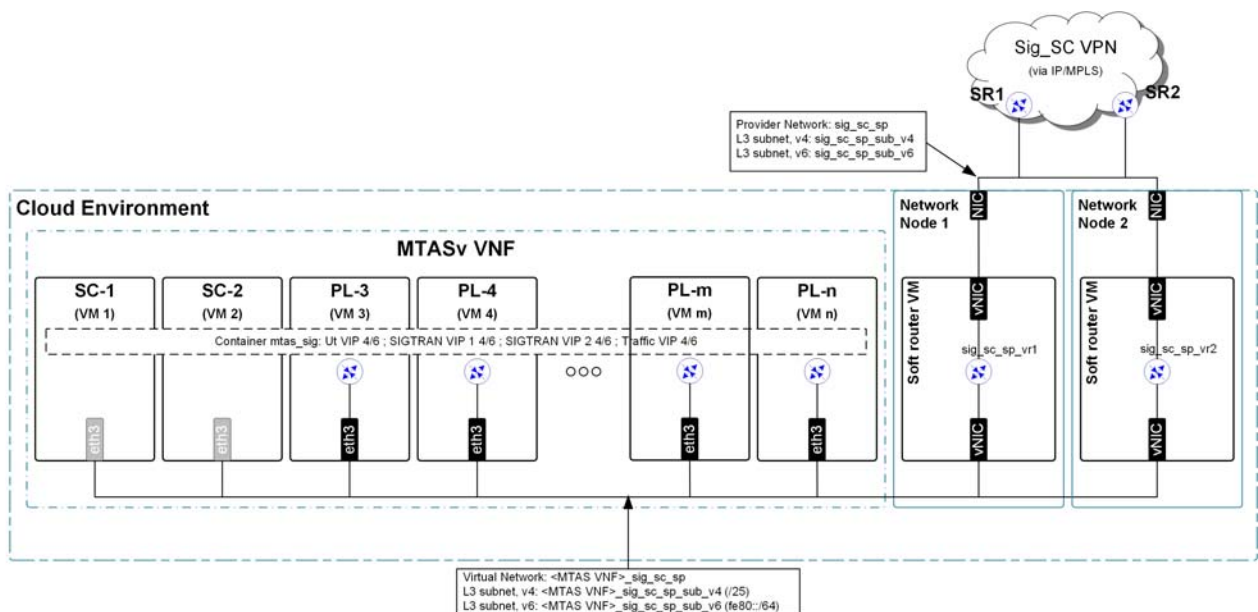 Sig_SC VPN
(via IP/MPLS)
SR1
SR2
Provider Network: sig_sc_sp
L3 subnet, v4: sig_sc_sp_sub_v4
L3 subnet, v6: sig_sc_sp_sub_v6
Cloud Environment
MTASv VNF
Network
Node 1
NIC
Network
Node 2
NIC
SC-1
(VM 1)
SC-2
(VM 2)
PL-3
(VM 3)
PL-4
(VM 4)
PL-m
(VM m)
PL-n
(VM n)
Container mtas_sig: Ut VIP 4/6 ; SIGTRAN VIP 1 4/6 ; SIGTRAN VIP 2 4/6 ; Traffic VIP 4/6
eth3
eth3
eth3
eth3
eth3
eth3
Soft router VM
vNIC
sig_sc_sp_vr1
vNIC
Soft router VM
vNIC
sig_sc_sp_vr2
vNIC
Virtual Network: <MTAS VNF>_sig_sc_sp
L3 subnet, v4: <MTAS VNF>_sig_sc_sp_sub_v4 (/25)
L3 subnet, v6: <MTAS VNF>_sig_sc_sp_sub_v6 (fe80::/64)